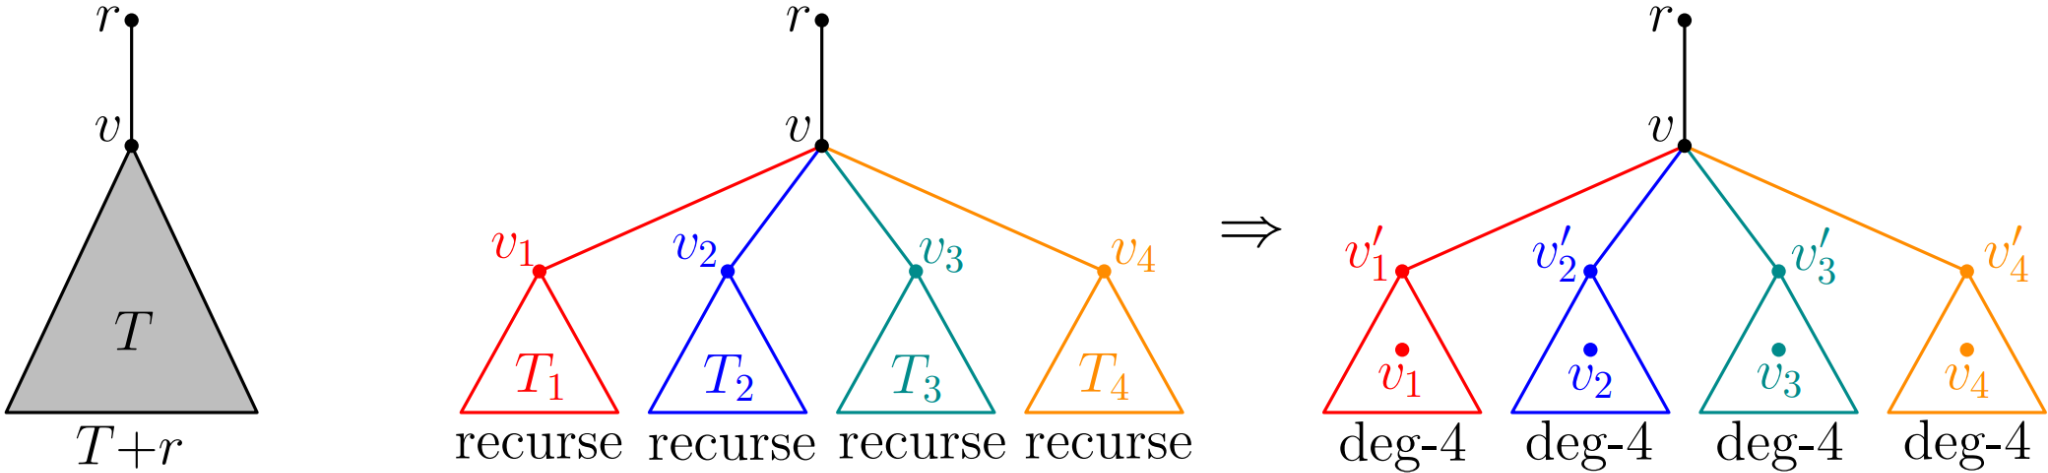 r
v
T
T+r
r
v
v₁ v₂ v₃ v₄
T₁ T₂ T₃ T₄
recurse recurse recurse recurse
⇒
r
v
v′₁ v′₂ v′₃ v′₄
v₁ v₂ v₃ v₄
deg-4 deg-4 deg-4 deg-4